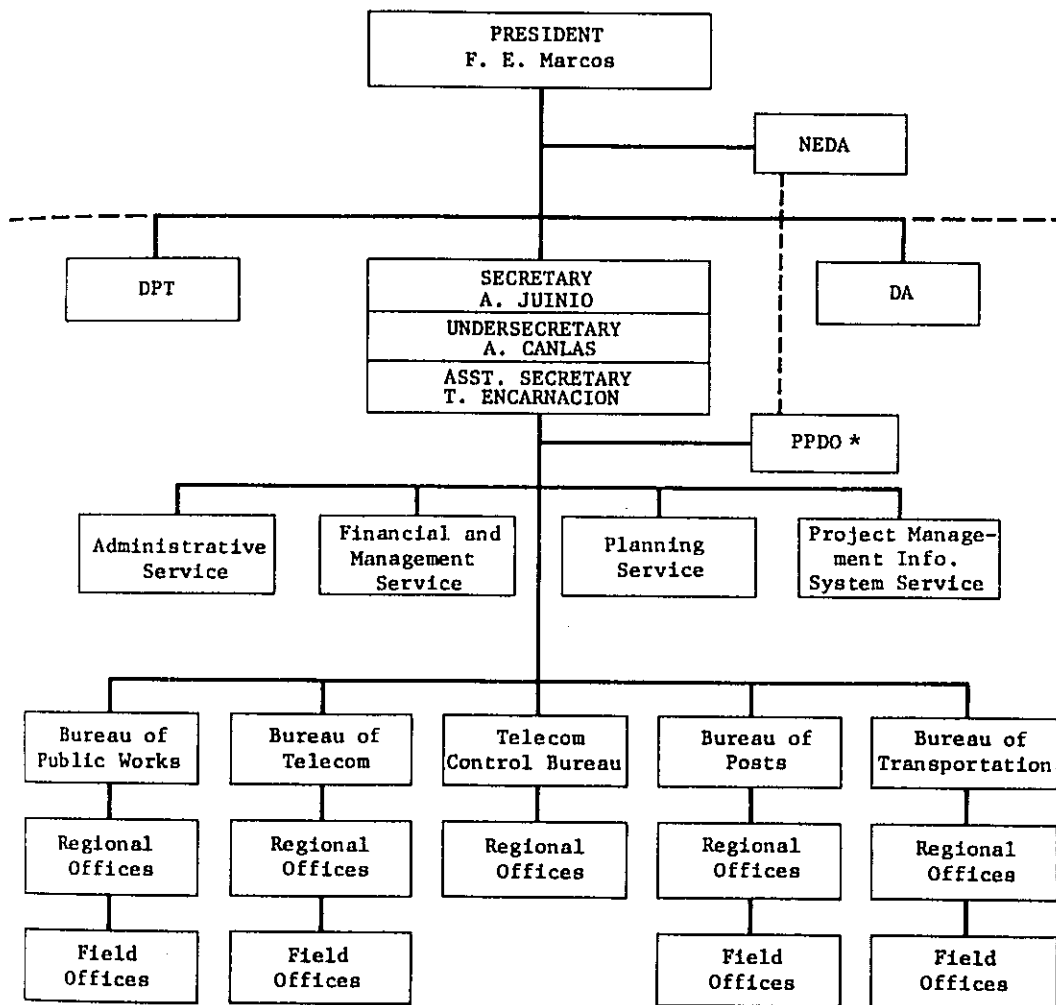 PRESIDENT
F. E. Marcos
NEDA
DPT
SECRETARY
A. JUINIO
UNDERSECRETARY
A. CANLAS
ASST. SECRETARY
T. ENCARNACION
DA
PPDO *
Administrative
Service
Financial and
Management
Service
Planning
Service
Project Manage-
ment Info.
System Service
Bureau of
Public Works
Bureau of
Telecom
Telecom
Control Bureau
Bureau of
Posts
Bureau of
Transportation
Regional
Offices
Regional
Offices
Regional
Offices
Regional
Offices
Regional
Offices
Field
Offices
Field
Offices
Field
Offices
Field
Offices